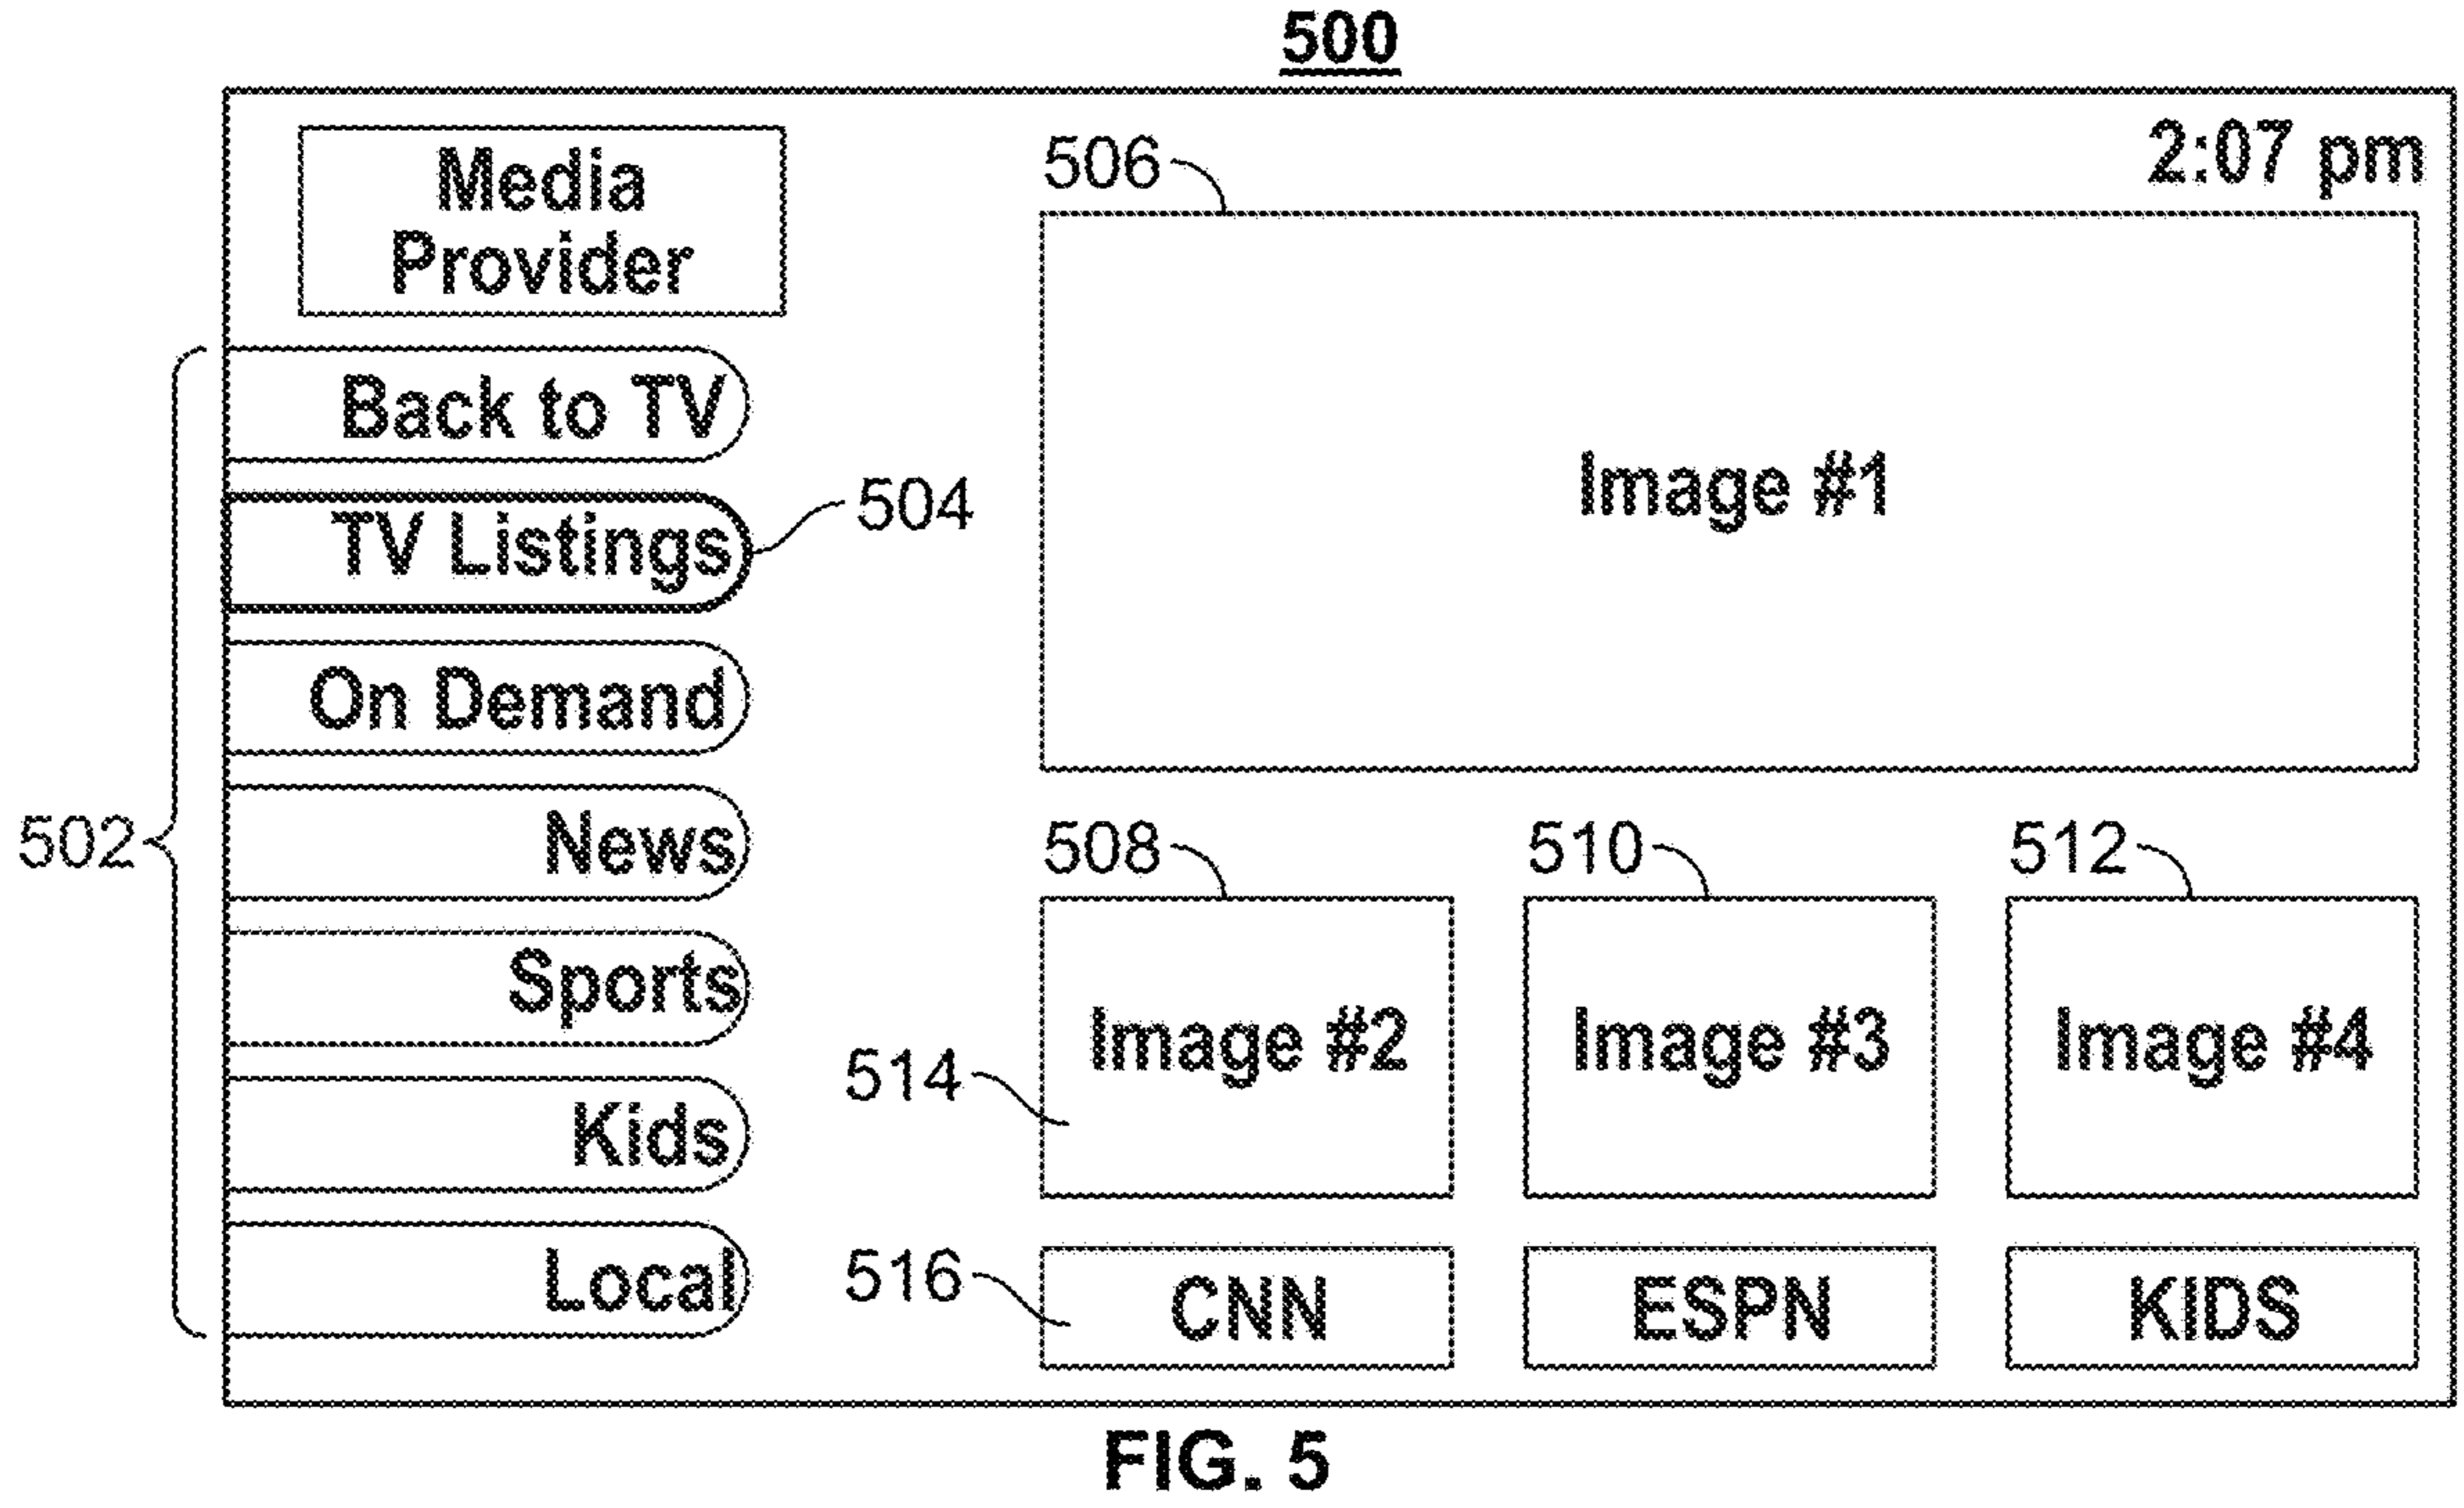 500
2:07 pm
Media
Provider
506
Image #1
Back to TV
504
TV Listings
On Demand
502
News
Sports
Kids
Local
508
510
512
Image #2
Image #3
Image #4
514
516
CNN
ESPN
KIDS
FIG. 5